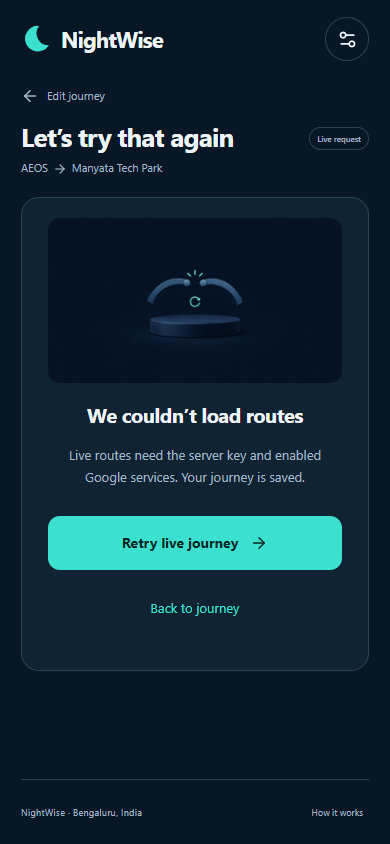 NightWise
Edit journey
Let’s try that again
Live request
AEOS → Manyata Tech Park
We couldn’t load routes
Live routes need the server key and enabled
Google services. Your journey is saved.
Retry live journey →
Back to journey
NightWise · Bengaluru, India
How it works